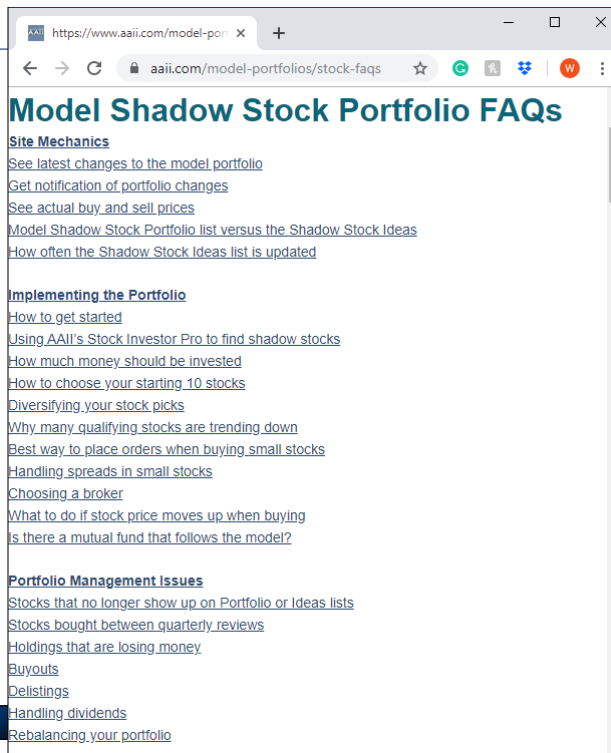 AAII https://www.aaii.com/model-por
aaii.com/model-portfolios/stock-faqs
W
Model Shadow Stock Portfolio FAQs
Site Mechanics
See latest changes to the model portfolio
Get notification of portfolio changes
See actual buy and sell prices
Model Shadow Stock Portfolio list versus the Shadow Stock Ideas
How often the Shadow Stock Ideas list is updated
Implementing the Portfolio
How to get started
Using AAII's Stock Investor Pro to find shadow stocks
How much money should be invested
How to choose your starting 10 stocks
Diversifying your stock picks
Why many qualifying stocks are trending down
Best way to place orders when buying small stocks
Handling spreads in small stocks
Choosing a broker
What to do if stock price moves up when buying
Is there a mutual fund that follows the model?
Portfolio Management Issues
Stocks that no longer show up on Portfolio or Ideas lists
Stocks bought between quarterly reviews
Holdings that are losing money
Buyouts
Delistings
Handling dividends
Rebalancing your portfolio